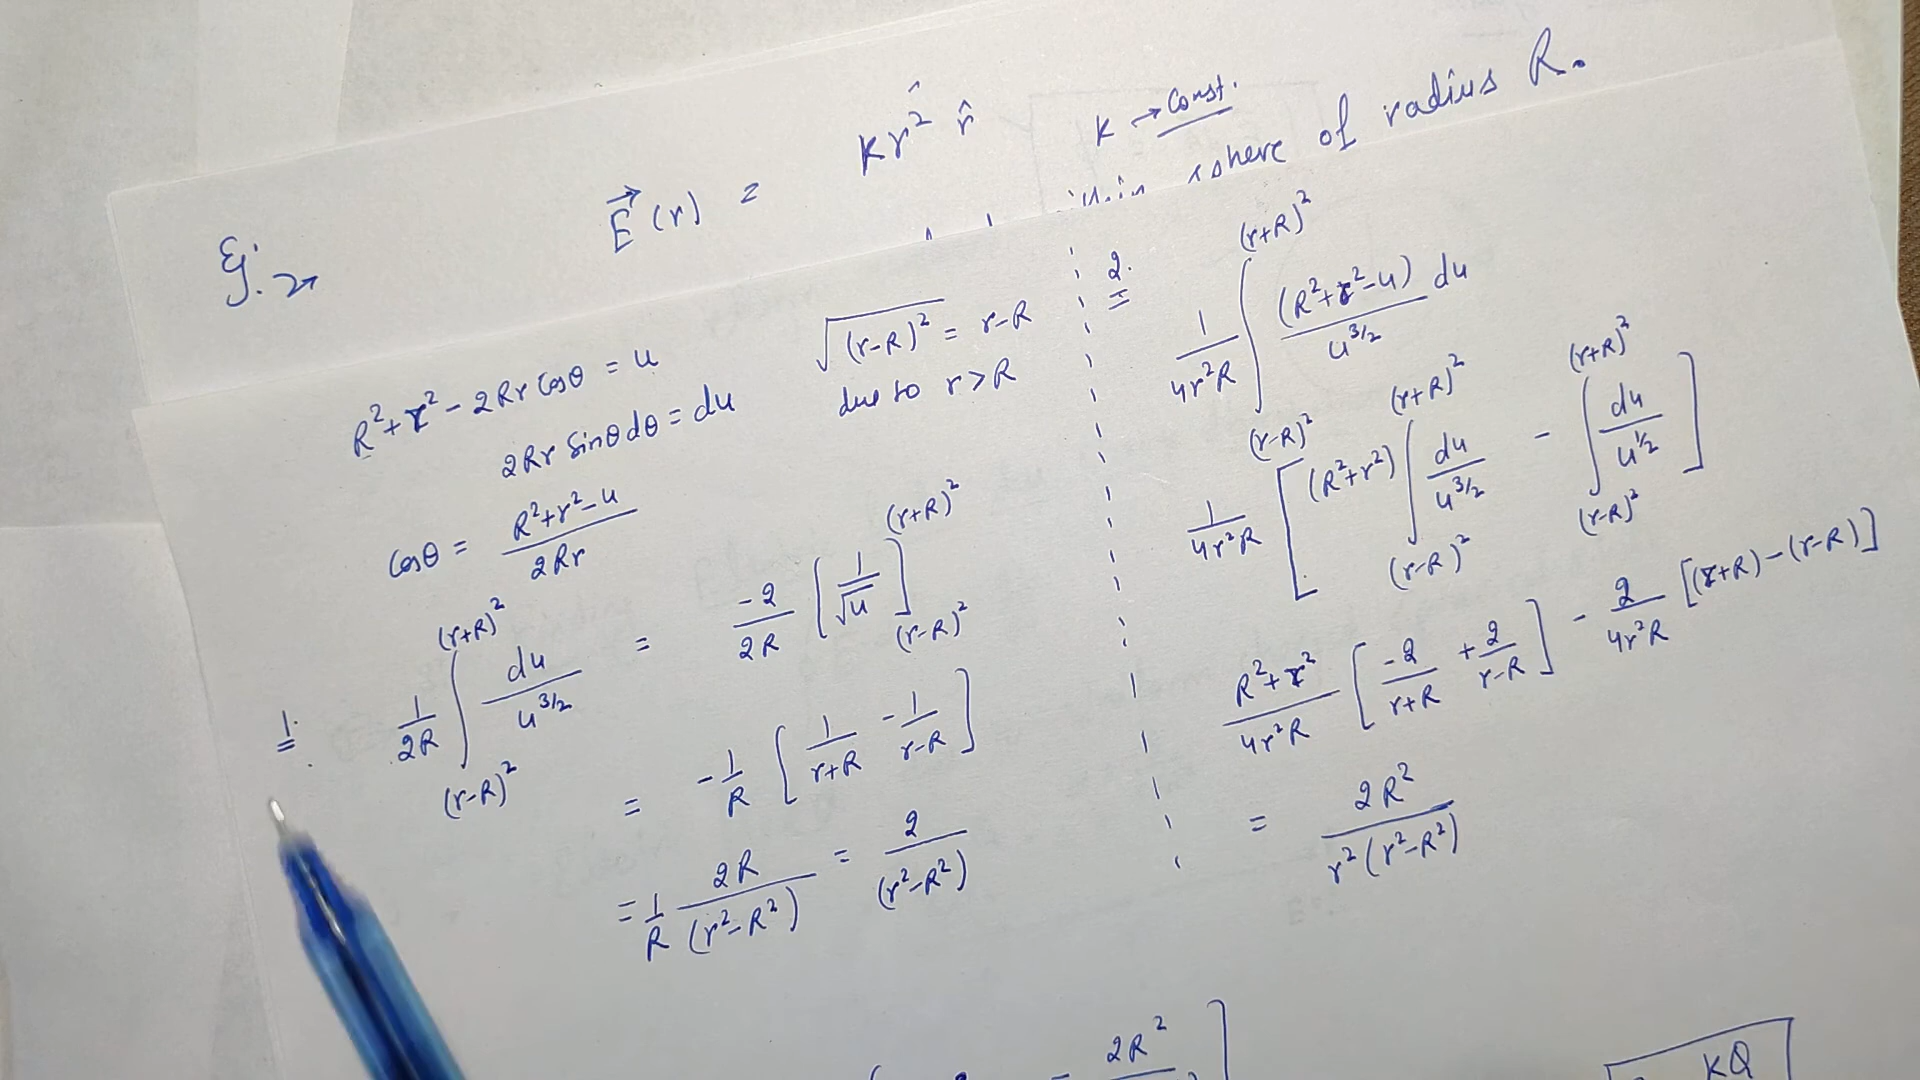 Eg.→ E⃗(r) = kr² r̂ k → Const.
sphere of radius R.
R²+r²-2Rr Cosθ = u
2Rr Sinθdθ = du
Cosθ = (R²+r²-u)/2Rr
√(r-R)² = r-R
due to r>R
1. 1/2R ∫_{(r-R)²}^{(r+R)²} du/u^{3/2} = -2/2R [1/√u]_{(r-R)²}^{(r+R)²}
= -1/R [1/(r+R) - 1/(r-R)]
= 1/R 2R/(r²-R²) = 2/(r²-R²)
2.
1/4r²R ∫_{(r-R)²}^{(r+R)²} (R²+r²-u) du/u^{3/2}
1/4r²R [(R²+r²) ∫_{(r-R)²}^{(r+R)²} du/u^{3/2} - ∫_{(r-R)²}^{(r+R)²} du/u^{1/2}]
(R²+r²)/4r²R [-2/(r+R) + 2/(r-R)] - 2/4r²R [(r+R)-(r-R)]
= 2R²/r²(r²-R²)
- 2R² ]
KQ